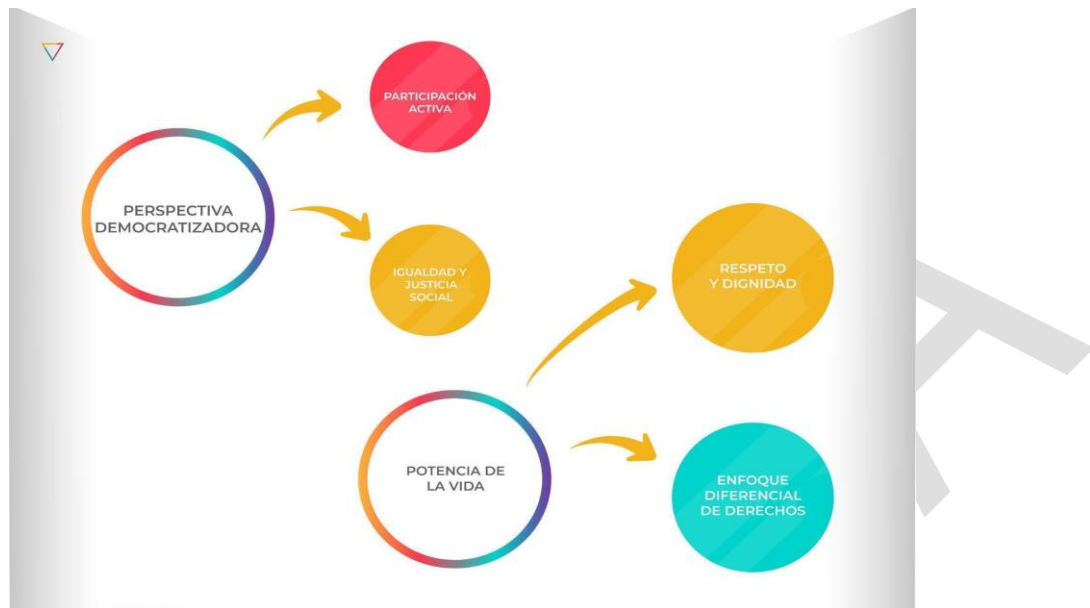 PARTICIPACIÓN
ACTIVA
PERSPECTIVA
DEMOCRATIZADORA
IGUALDAD Y
JUSTICIA
SOCIAL
RESPETO
Y DIGNIDAD
POTENCIA DE
LA VIDA
ENFOQUE
DIFERENCIAL
DE DERECHOS